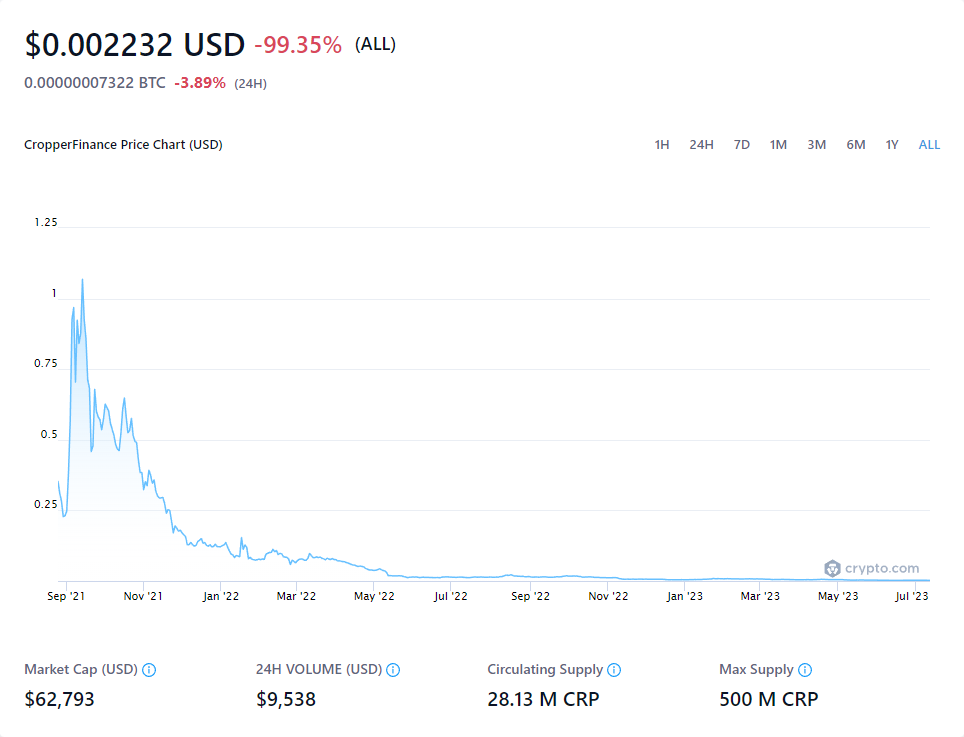 $0.002232 USD -99.35% (ALL)
0.00000007322 BTC -3.89% (24H)
CropperFinance Price Chart (USD) 1H 24H 7D 1M 3M 6M 1Y ALL
1.25
1
0.75
0.5
0.25
crypto.com
Sep '21 Nov '21 Jan '22 Mar '22 May '22 Jul '22 Sep '22 Nov '22 Jan '23 Mar '23 May '23 Jul '23
Market Cap (USD) 24H VOLUME (USD) Circulating Supply Max Supply
$62,793 $9,538 28.13 M CRP 500 M CRP